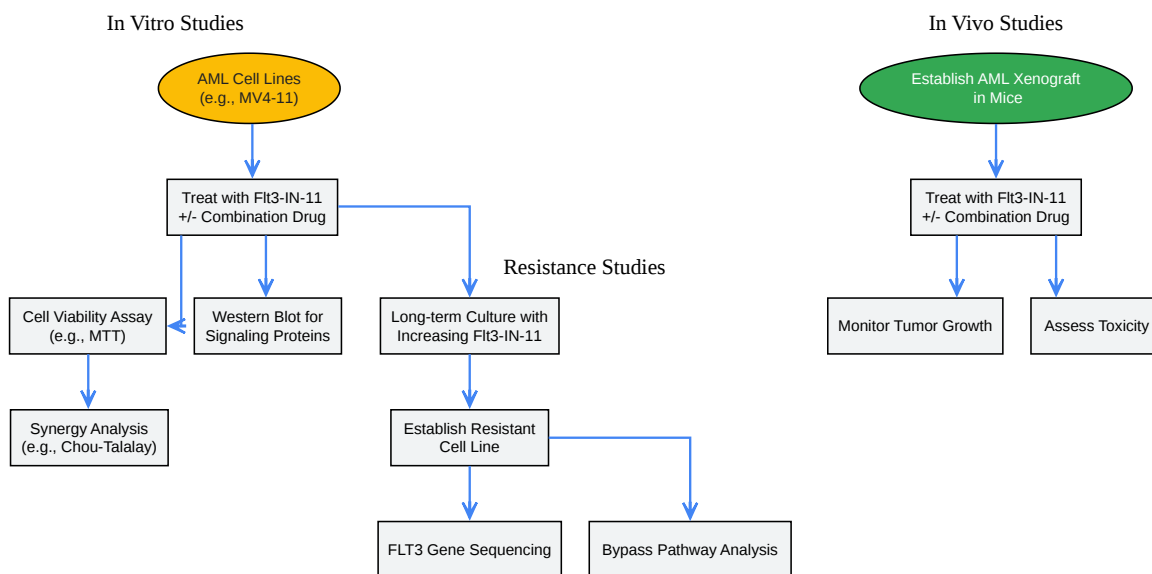 In Vitro Studies
In Vivo Studies
AML Cell Lines
(e.g., MV4-11)
Establish AML Xenograft
in Mice
Treat with Flt3-IN-11
+/- Combination Drug
Treat with Flt3-IN-11
+/- Combination Drug
Resistance Studies
Cell Viability Assay
(e.g., MTT)
Western Blot for
Signaling Proteins
Long-term Culture with
Increasing Flt3-IN-11
Monitor Tumor Growth
Assess Toxicity
Synergy Analysis
(e.g., Chou-Talalay)
Establish Resistant
Cell Line
FLT3 Gene Sequencing
Bypass Pathway Analysis